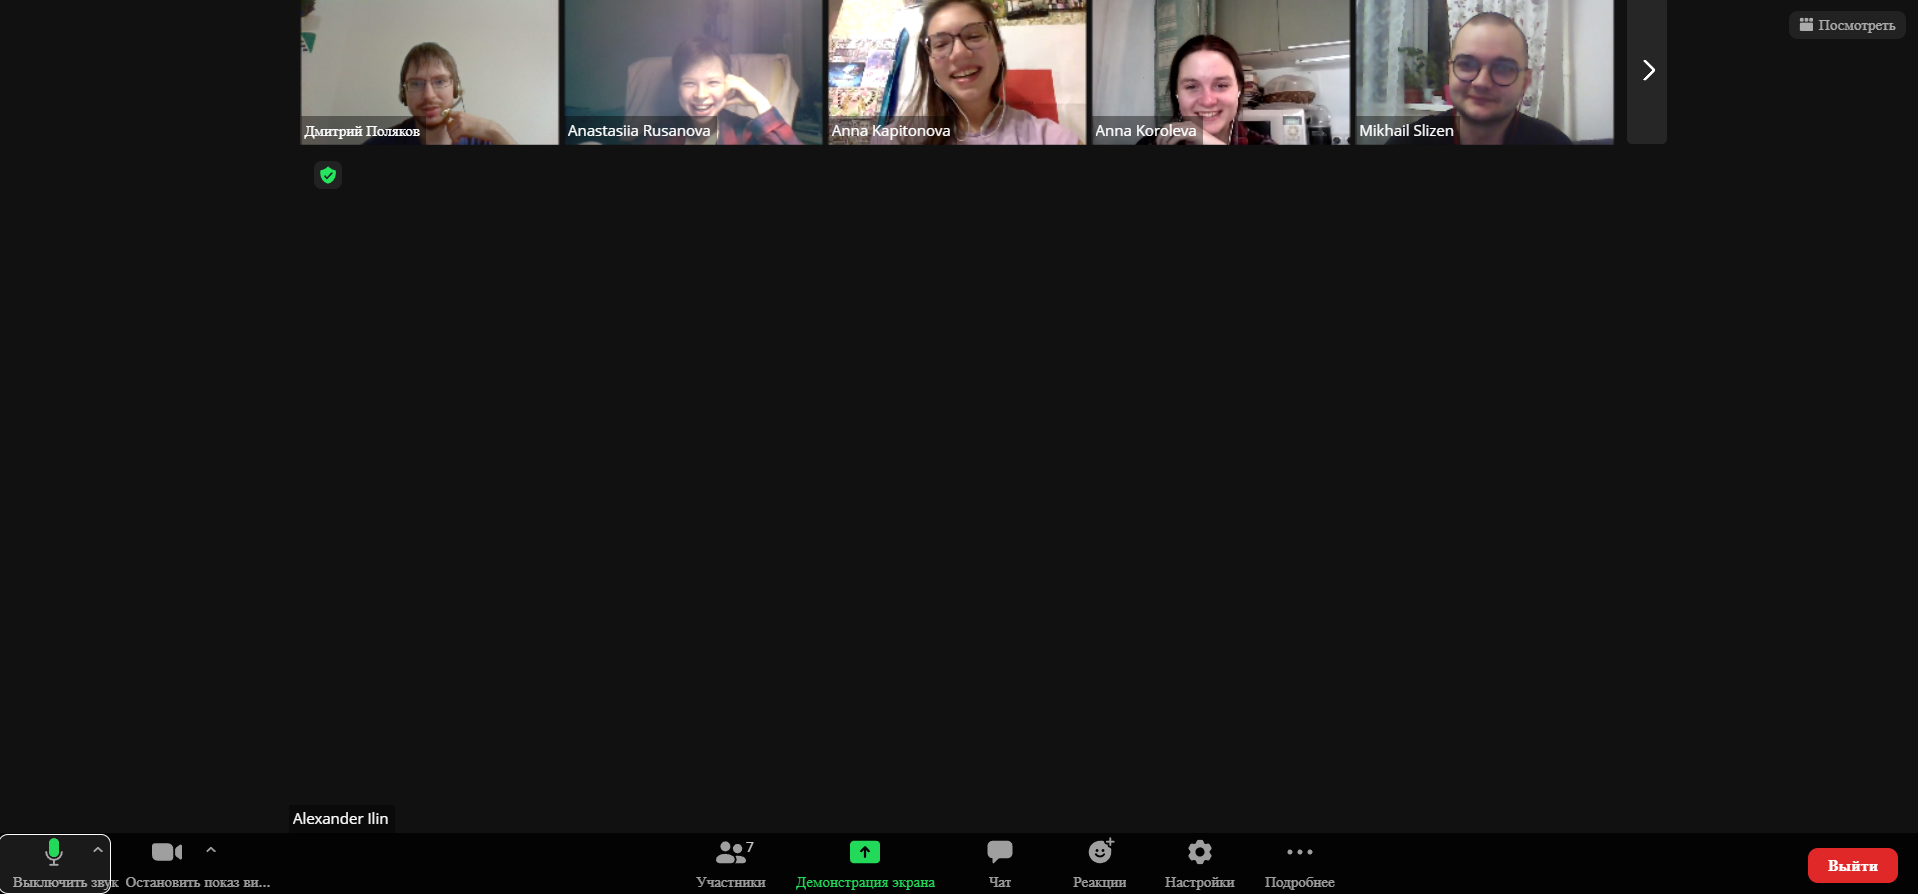 Посмотреть
Дмитрий Поляков
Anastasiia Rusanova
Anna Kapitonova
Anna Koroleva
Mikhail Slizen
Alexander Ilin
Выключить звук
Остановить показ ви...
7
Участники
Демонстрация экрана
Чат
Реакции
Настройки
Подробнее
Выйти